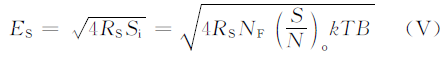 E_S = √(4R_S S_i) = √(4R_S N_F (S/N)_o kTB) (V)